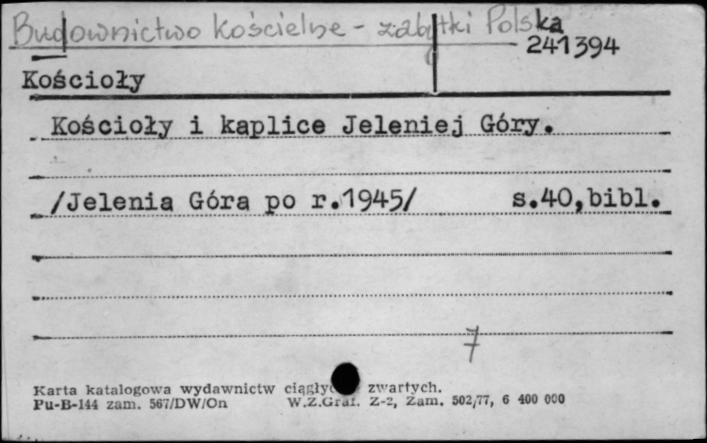 Budownictwo kościelne - zabytki Polska
241394
Kościoły
Kościoły i kaplice Jeleniej Góry.
/Jelenia Góra po r.1945/ s.40,bibl.
7
Karta katalogowa wydawnictw zwartych.
Pu-B-144 zam. 567/DW/On W.Z.Graf. Z-2, Zam. 502/77, 6 400 000